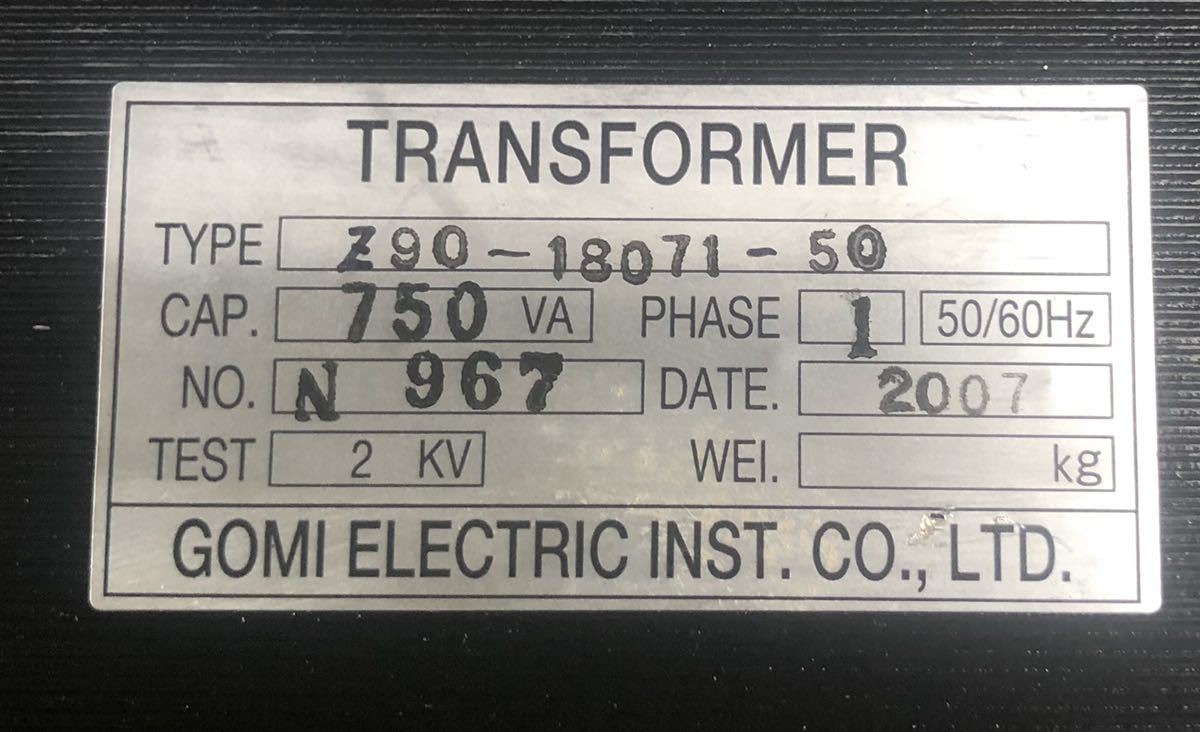 TRANSFORMER
TYPE Z90-18071-50
CAP. 750 VA PHASE 1 50/60Hz
NO. N 967 DATE. 2007
TEST 2 KV WEI. kg
GOMI ELECTRIC INST. CO., LTD.